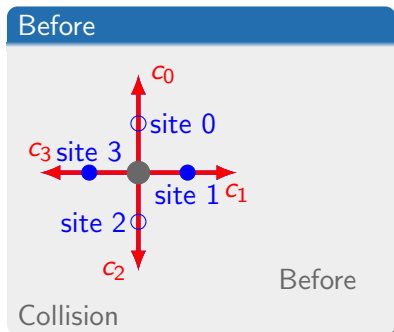 Before
c₀
site 0
c₃ site 3
site 1 c₁
site 2
c₂
Before
Collision